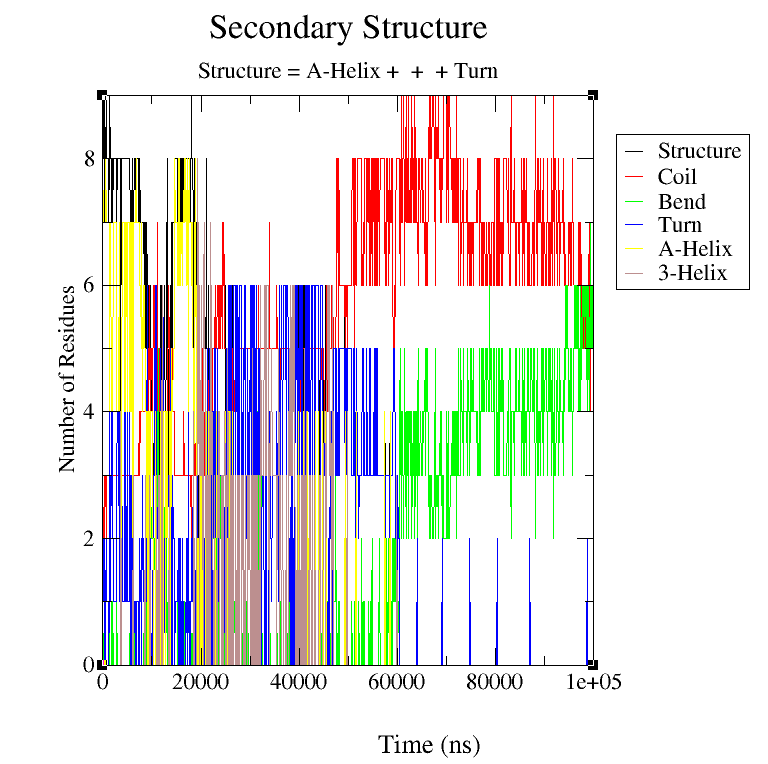 Secondary Structure
Structure = A-Helix + + + Turn
8
6
4
2
0
Number of Residues
0 20000 40000 60000 80000 1e+05
Time (ns)
Structure
Coil
Bend
Turn
A-Helix
3-Helix